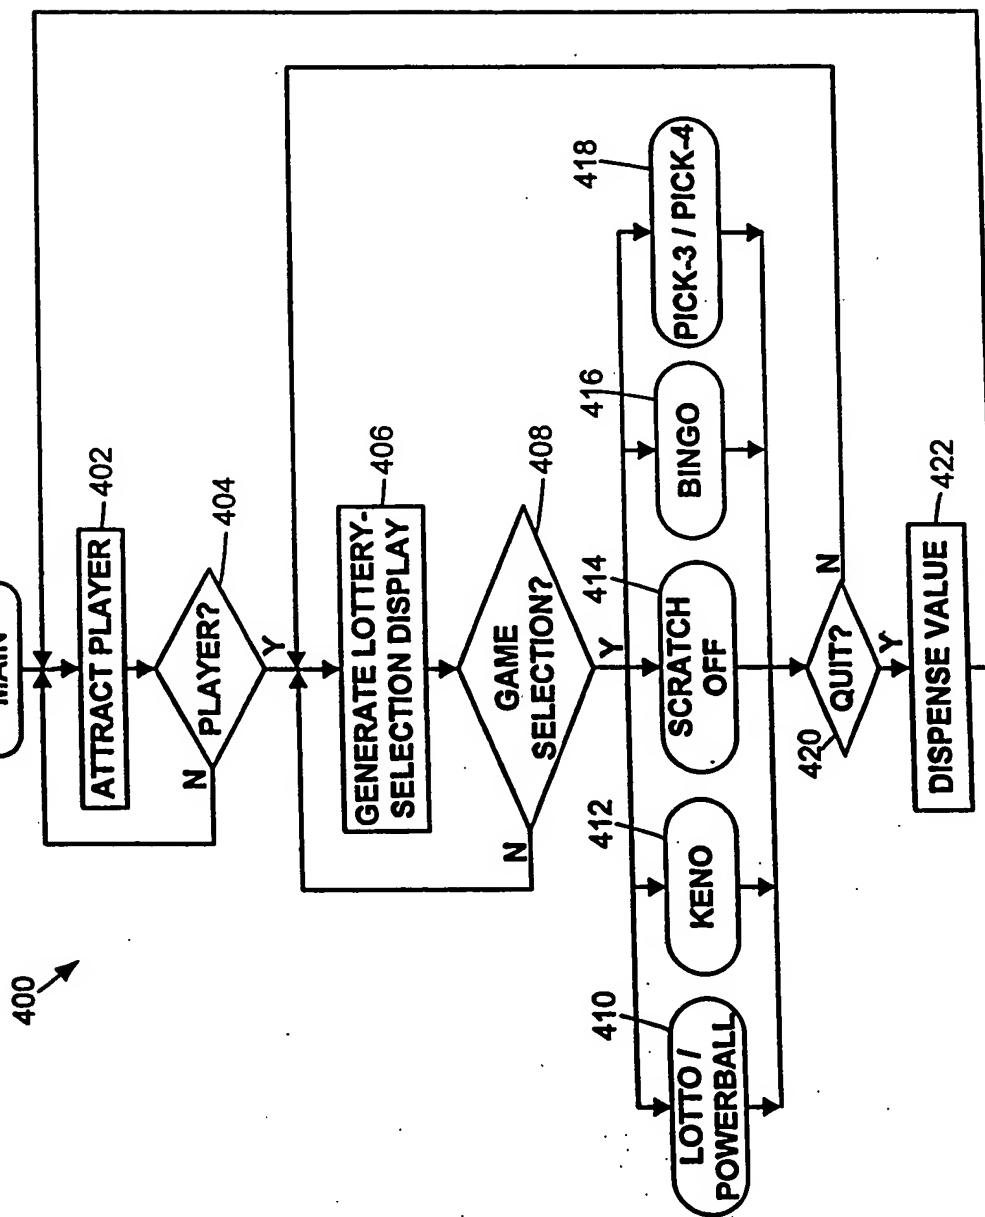 400
MAIN
ATTRACT PLAYER
402
PLAYER?
404
N
Y
GENERATE LOTTERY-
SELECTION DISPLAY
406
GAME
SELECTION?
408
N
Y
LOTTO /
POWERBALL
410
KENO
412
SCRATCH
OFF
414
BINGO
416
PICK-3 / PICK-4
418
QUIT?
420
N
Y
DISPENSE VALUE
422